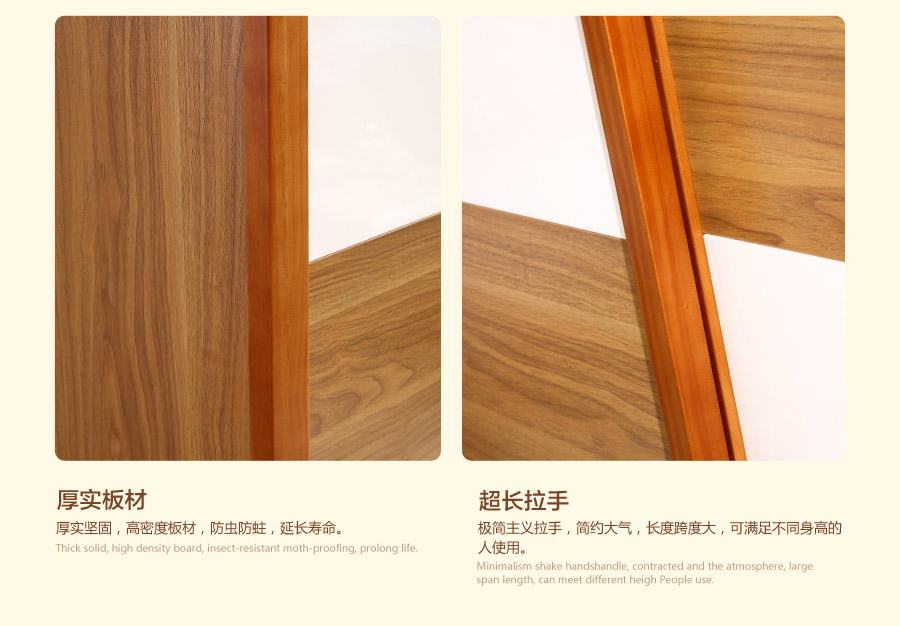 厚实板材
厚实坚固，高密度板材，防虫防蛀，延长寿命。
Thick solid, high density board, insect-resistant moth-proofing, prolong life.
超长拉手
极简主义拉手，简约大气，长度跨度大，可满足不同身高的
人使用。
Minimalism shake handshandle, contracted and the atmosphere, large
span length, can meet different heigh People use.